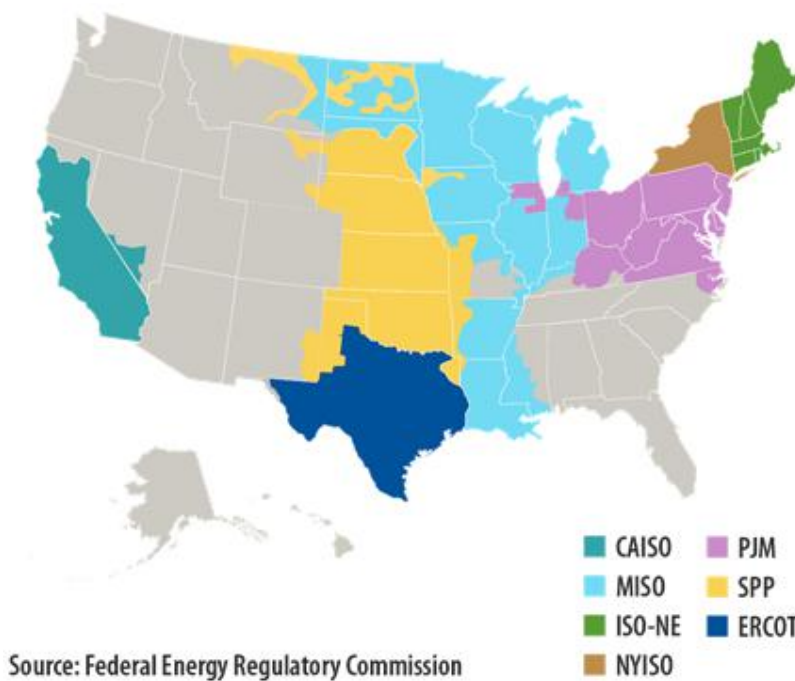 CAISO
PJM
MISO
SPP
ISO-NE
ERCOT
NYISO
Source: Federal Energy Regulatory Commission